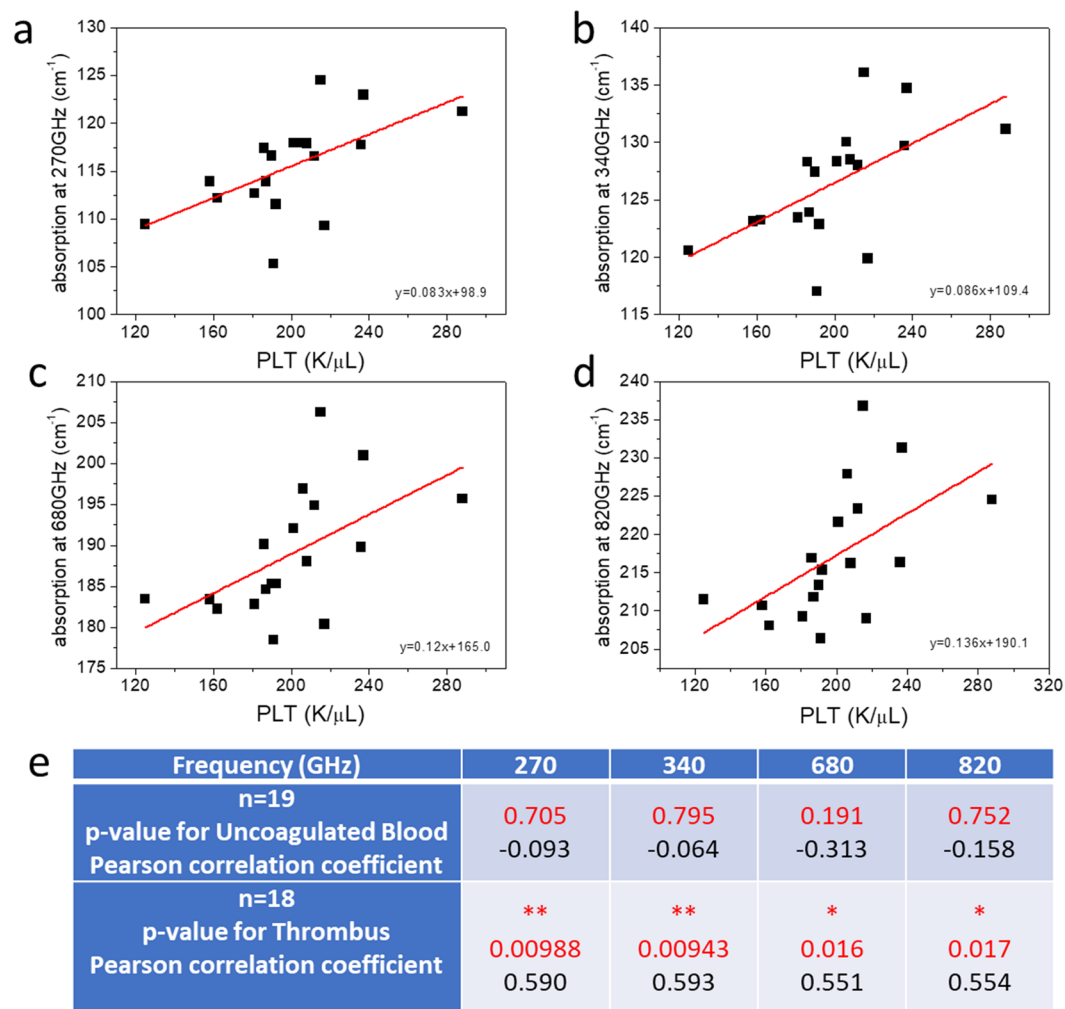 a
130
125
120
115
110
105
100
absorption at 270GHz (cm-1)
y=0.083x+98.9
120 160 200 240 280
PLT (K/µL)
b
140
135
130
125
120
115
absorption at 340GHz (cm-1)
y=0.086x+109.4
120 160 200 240 280
PLT (K/µL)
c
210
205
200
195
190
185
180
175
absorption at 680GHz (cm-1)
y=0.12x+165.0
120 160 200 240 280
PLT (K/µL)
d
240
235
230
225
220
215
210
205
absorption at 820GHz (cm-1)
y=0.136x+190.1
120 160 200 240 280 320
PLT (K/µL)
e
Frequency (GHz) 270 340 680 820
n=19
p-value for Uncoagulated Blood 0.705 0.795 0.191 0.752
Pearson correlation coefficient -0.093 -0.064 -0.313 -0.158
n=18 ** ** * *
p-value for Thrombus 0.00988 0.00943 0.016 0.017
Pearson correlation coefficient 0.590 0.593 0.551 0.554